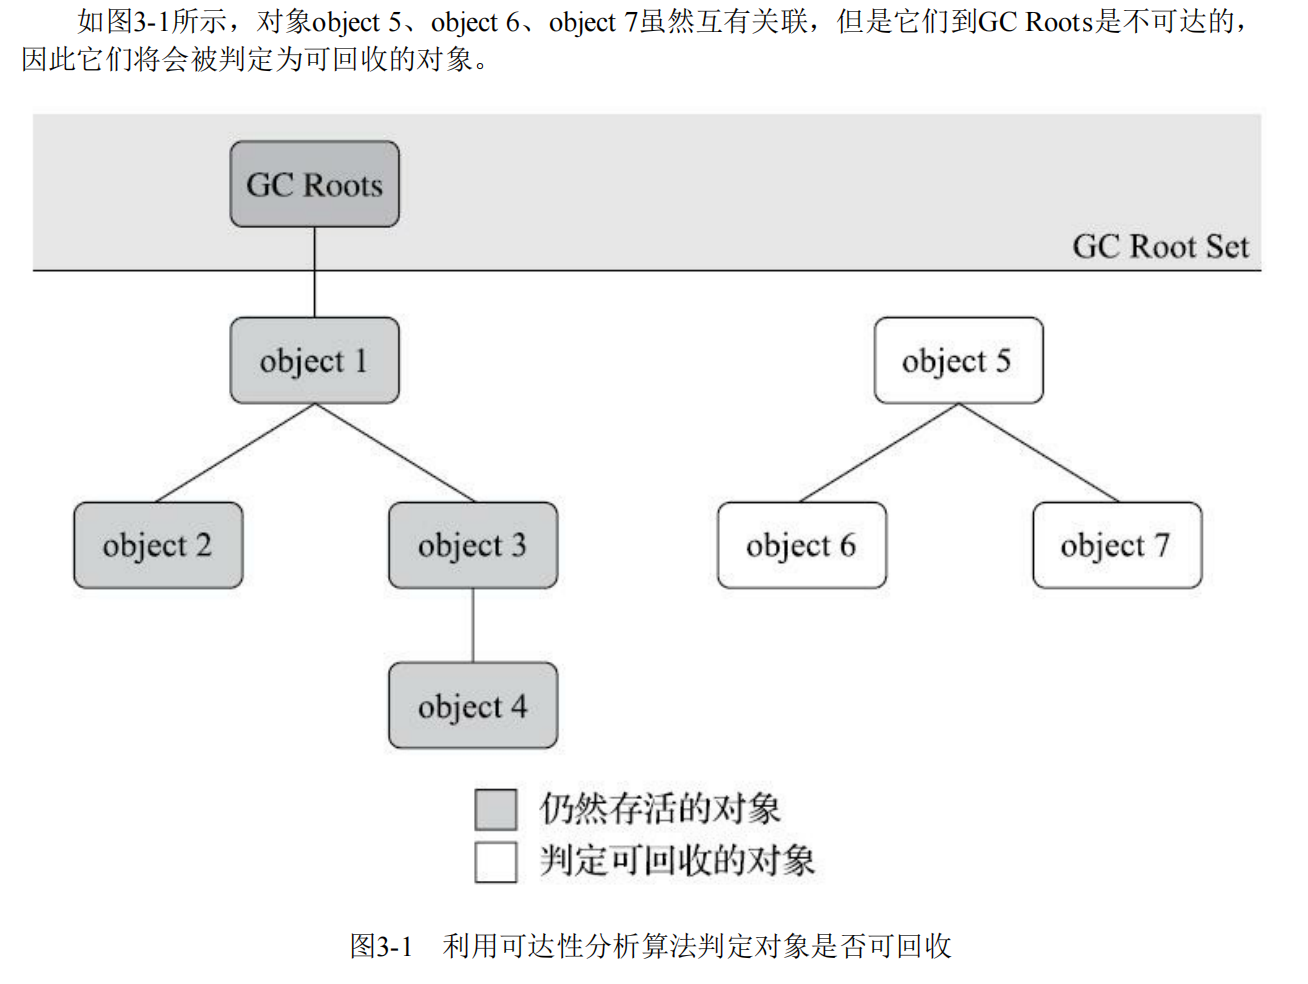 如图3-1所示，对象object 5、object 6、object 7虽然互有关联，但是它们到GC Roots是不可达的，
因此它们将会被判定为可回收的对象。
GC Roots
GC Root Set
object 1
object 5
object 2
object 3
object 6
object 7
object 4
仍然存活的对象
判定可回收的对象
图3-1 利用可达性分析算法判定对象是否可回收